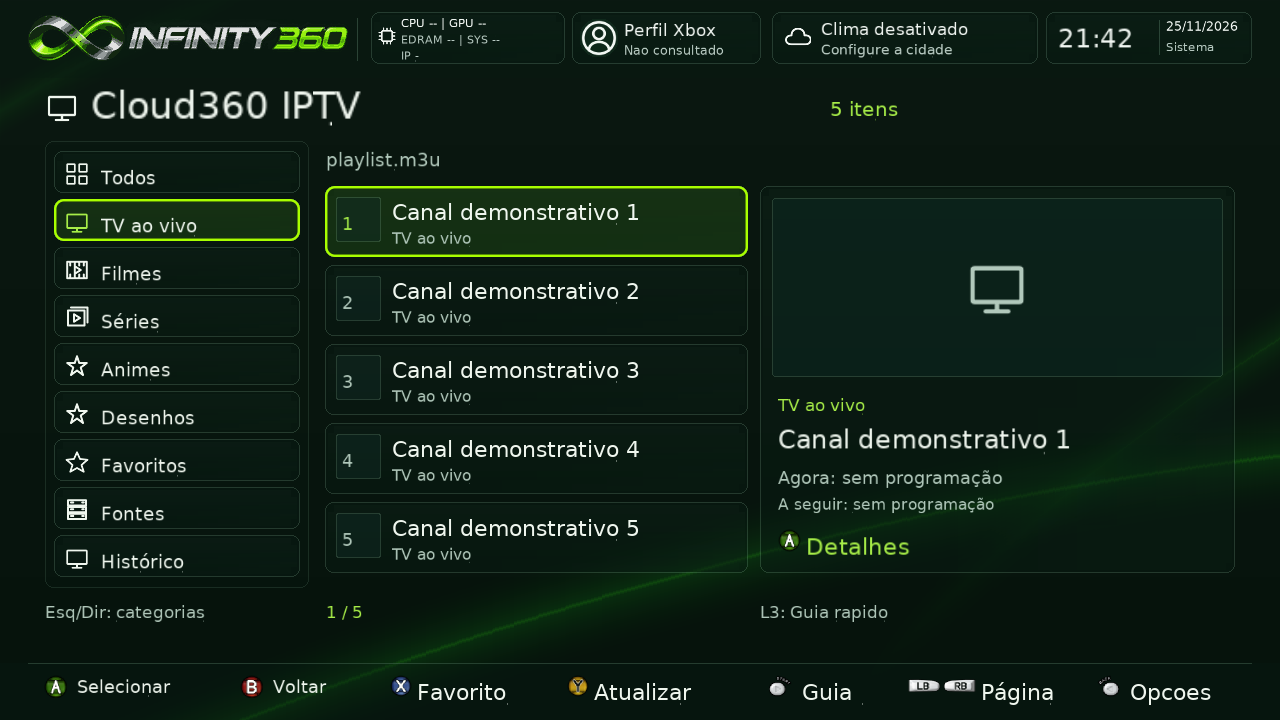 INFINITY 360
CPU -- | GPU --
EDRAM -- | SYS --
IP -
Perfil Xbox
Nao consultado
Clima desativado
Configure a cidade
21:42
25/11/2026
Sistema
Cloud360 IPTV
5 itens
Todos
TV ao vivo
Filmes
Séries
Animes
Desenhos
Favoritos
Fontes
Histórico
playlist.m3u
1
Canal demonstrativo 1
TV ao vivo
2
Canal demonstrativo 2
TV ao vivo
3
Canal demonstrativo 3
TV ao vivo
4
Canal demonstrativo 4
TV ao vivo
5
Canal demonstrativo 5
TV ao vivo
TV ao vivo
Canal demonstrativo 1
Agora: sem programação
A seguir: sem programação
A Detalhes
Esq/Dir: categorias
1 / 5
L3: Guia rapido
A Selecionar
B Voltar
X Favorito
Y Atualizar
Guia
LB RB Página
Opcoes